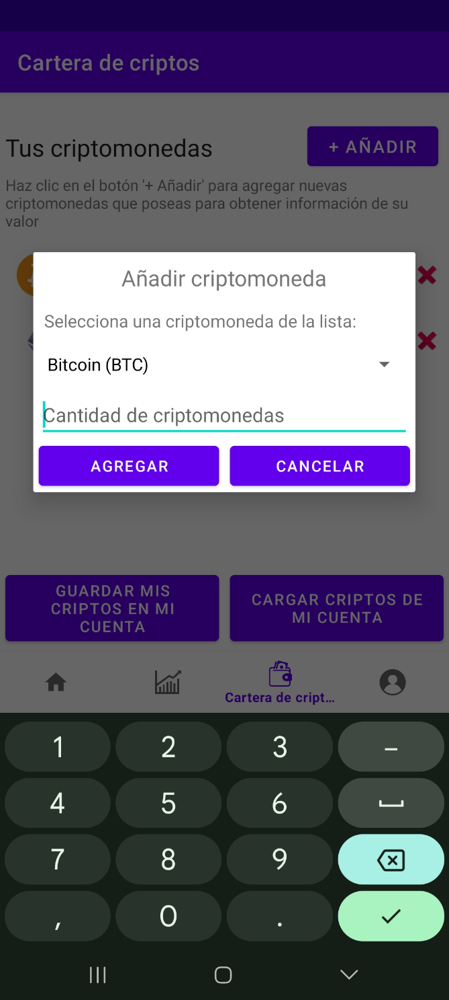 Cartera de criptos
Tus criptomonedas
+ AÑADIR
Haz clic en el botón '+ Añadir' para agregar nuevas
criptomonedas que poseas para obtener información de su
valor
Añadir criptomoneda
Selecciona una criptomoneda de la lista:
Bitcoin (BTC)
Cantidad de criptomonedas
AGREGAR
CANCELAR
GUARDAR MIS
CRIPTOS EN MI
CUENTA
CARGAR CRIPTOS DE
MI CUENTA
Cartera de cript...
1 2 3 –
4 5 6
7 8 9
, 0 .